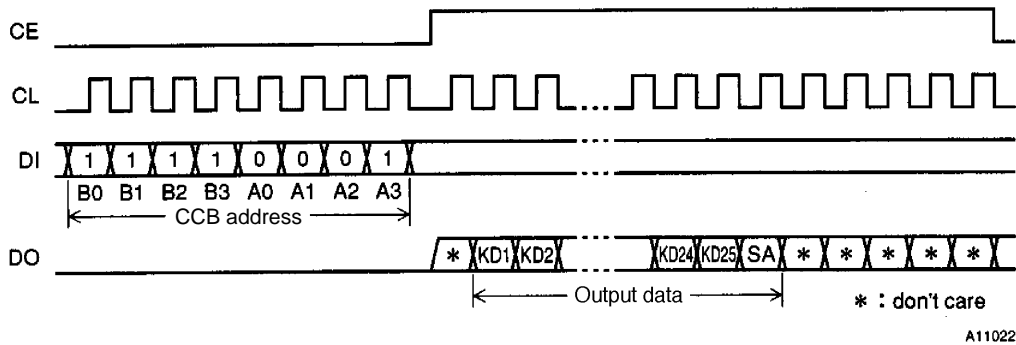 CE
CL
DI 1 1 1 1 0 0 0 1
B0 B1 B2 B3 A0 A1 A2 A3
CCB address
DO * KD1 KD2 KD24 KD25 SA * * * * *
Output data
* : don't care
A11022